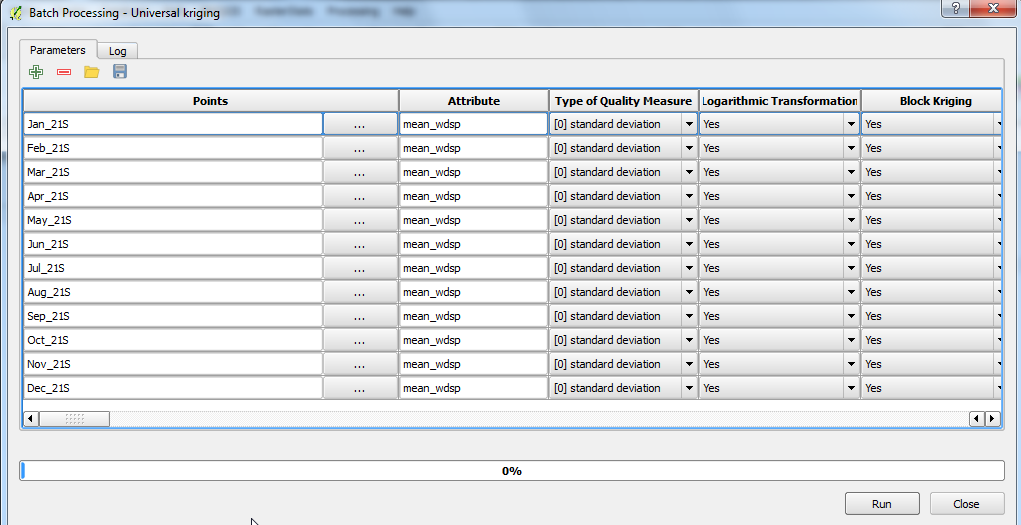 Batch Processing - Universal kriging
Processing Help
Parameters Log
Points Attribute Type of Quality Measure Logarithmic Transformation Block Kriging
Jan_21S ... mean_wdsp [0] standard deviation Yes Yes
Feb_21S ... mean_wdsp [0] standard deviation Yes Yes
Mar_21S ... mean_wdsp [0] standard deviation Yes Yes
Apr_21S ... mean_wdsp [0] standard deviation Yes Yes
May_21S ... mean_wdsp [0] standard deviation Yes Yes
Jun_21S ... mean_wdsp [0] standard deviation Yes Yes
Jul_21S ... mean_wdsp [0] standard deviation Yes Yes
Aug_21S ... mean_wdsp [0] standard deviation Yes Yes
Sep_21S ... mean_wdsp [0] standard deviation Yes Yes
Oct_21S ... mean_wdsp [0] standard deviation Yes Yes
Nov_21S ... mean_wdsp [0] standard deviation Yes Yes
Dec_21S ... mean_wdsp [0] standard deviation Yes Yes
0%
Run Close